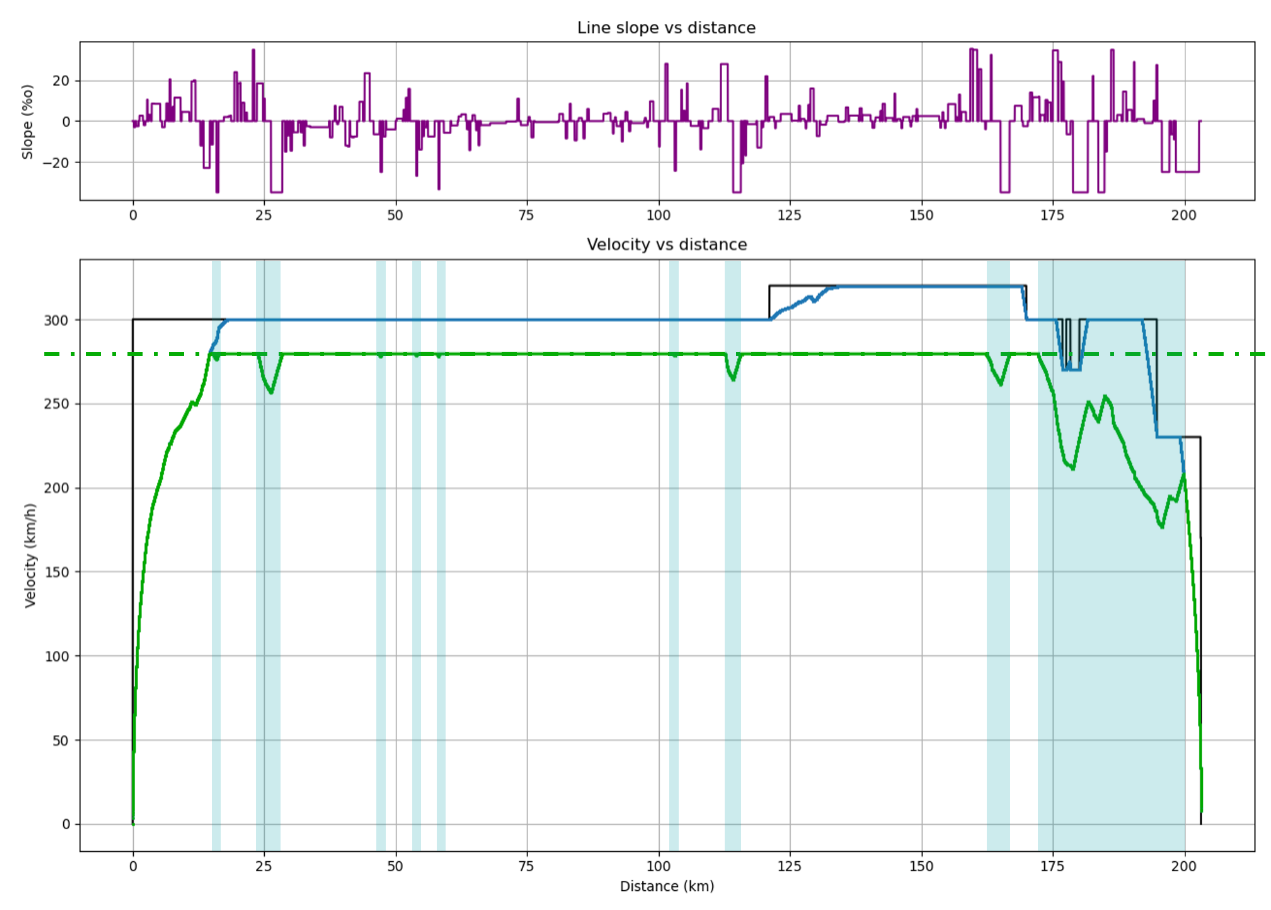 Line slope vs distance
Slope (%o)
20
0
−20
0 25 50 75 100 125 150 175 200
Velocity vs distance
Velocity (km/h)
300
250
200
150
100
50
0
0 25 50 75 100 125 150 175 200
Distance (km)